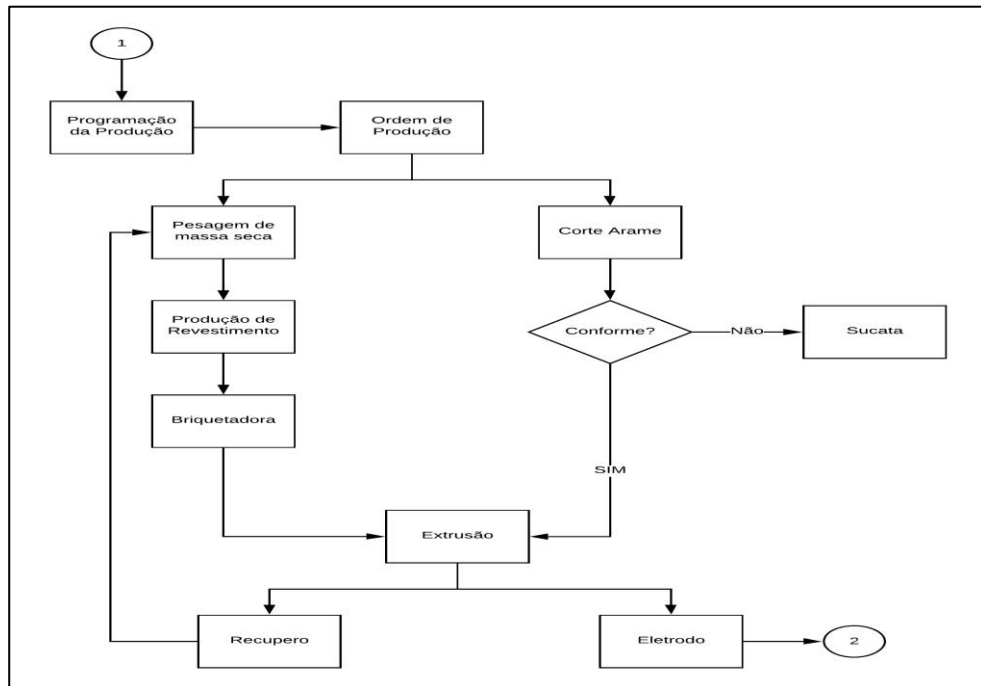 1
Programação
da Produção
Ordem de
Produção
Pesagem de
massa seca
Corte Arame
Produção de
Revestimento
Conforme?
Não
Sucata
Briquetadora
SIM
Extrusão
Recupero
Eletrodo
2